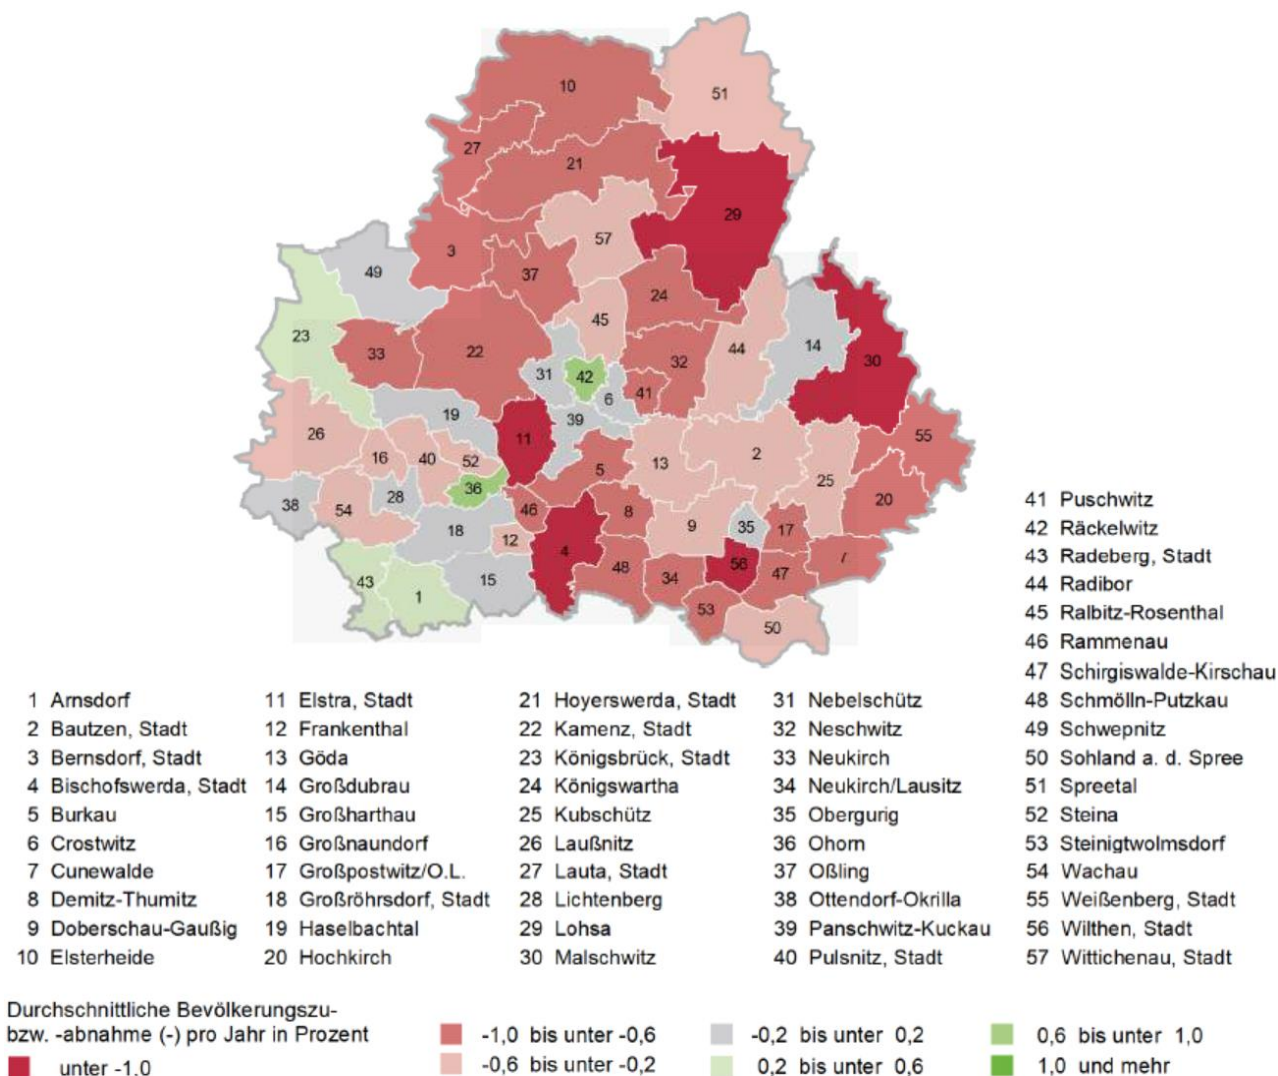 10
51
27
21
29
57
3
49
37
24
45
23
33
22
32
44
14
30
31
42
6
41
19
39
11
26
16
40
52
5
13
2
55
25
36
28
38
54
46
8
20
18
12
9
35
17
4
48
34
56
47
7
43
1
15
53
50
41 Puschwitz
42 Räckelwitz
43 Radeberg, Stadt
44 Radibor
45 Ralbitz-Rosenthal
46 Rammenau
47 Schirgiswalde-Kirschau
1 Arnsdorf 11 Elstra, Stadt 21 Hoyerswerda, Stadt 31 Nebelschütz 48 Schmölln-Putzkau
2 Bautzen, Stadt 12 Frankenthal 22 Kamenz, Stadt 32 Neschwitz 49 Schwepnitz
3 Bernsdorf, Stadt 13 Göda 23 Königsbrück, Stadt 33 Neukirch 50 Sohland a. d. Spree
4 Bischofswerda, Stadt 14 Großdubrau 24 Königswartha 34 Neukirch/Lausitz 51 Spreetal
5 Burkau 15 Großharthau 25 Kubschütz 35 Obergurig 52 Steina
6 Crostwitz 16 Großnaundorf 26 Laußnitz 36 Ohorn 53 Steinigtwolmsdorf
7 Cunewalde 17 Großpostwitz/O.L. 27 Lauta, Stadt 37 Oßling 54 Wachau
8 Demitz-Thumitz 18 Großröhrsdorf, Stadt 28 Lichtenberg 38 Ottendorf-Okrilla 55 Weißenberg, Stadt
9 Doberschau-Gaußig 19 Haselbachtal 29 Lohsa 39 Panschwitz-Kuckau 56 Wilthen, Stadt
10 Elsterheide 20 Hochkirch 30 Malschwitz 40 Pulsnitz, Stadt 57 Wittichenau, Stadt
Durchschnittliche Bevölkerungszu-
bzw. -abnahme (-) pro Jahr in Prozent
unter -1,0
-1,0 bis unter -0,6
-0,6 bis unter -0,2
-0,2 bis unter 0,2
0,2 bis unter 0,6
0,6 bis unter 1,0
1,0 und mehr